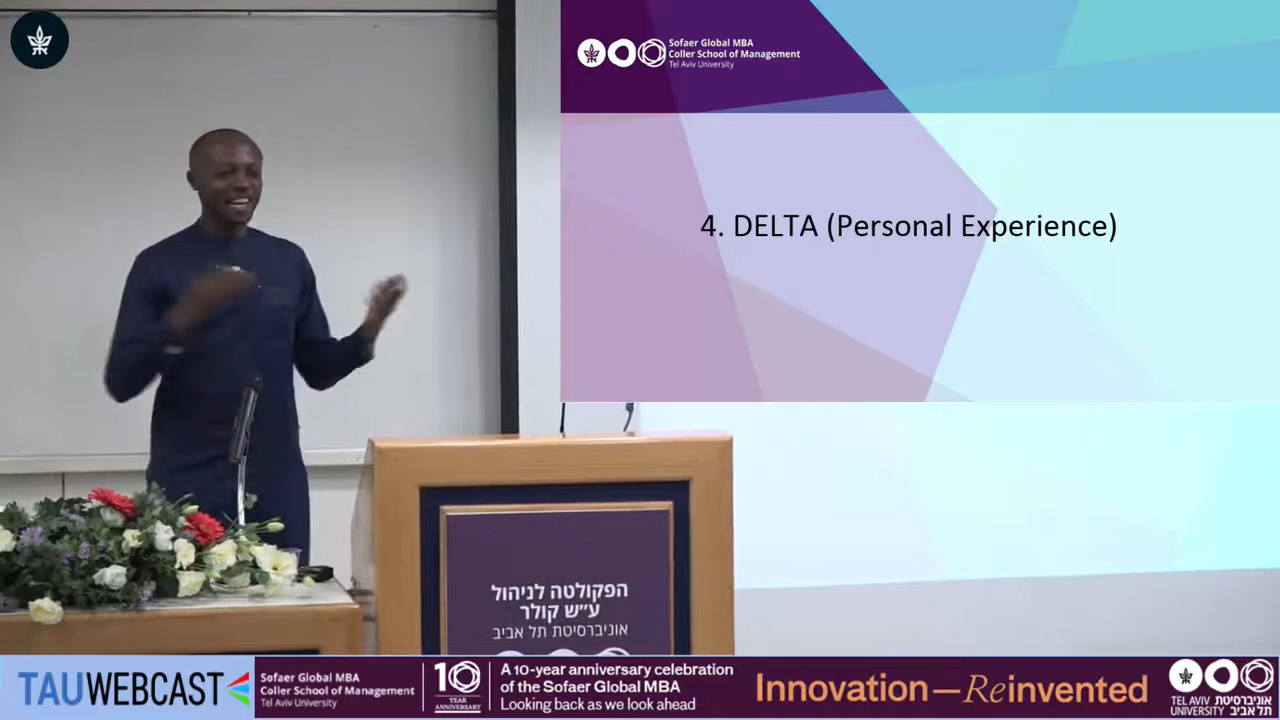 Sofaer Global MBA
Coller School of Management
Tel Aviv University
4. DELTA (Personal Experience)
הפקולטה לניהול
ע״ש קולר
אוניברסיטת תל אביב
TAUWEBCAST
Sofaer Global MBA
Coller School of Management
Tel Aviv University
10
YEAR
ANNIVERSARY
A 10-year anniversary celebration
of the Sofaer Global MBA
Looking back as we look ahead
Innovation—Reinvented
TEL AVIV אוניברסיטת
UNIVERSITY תל אביב